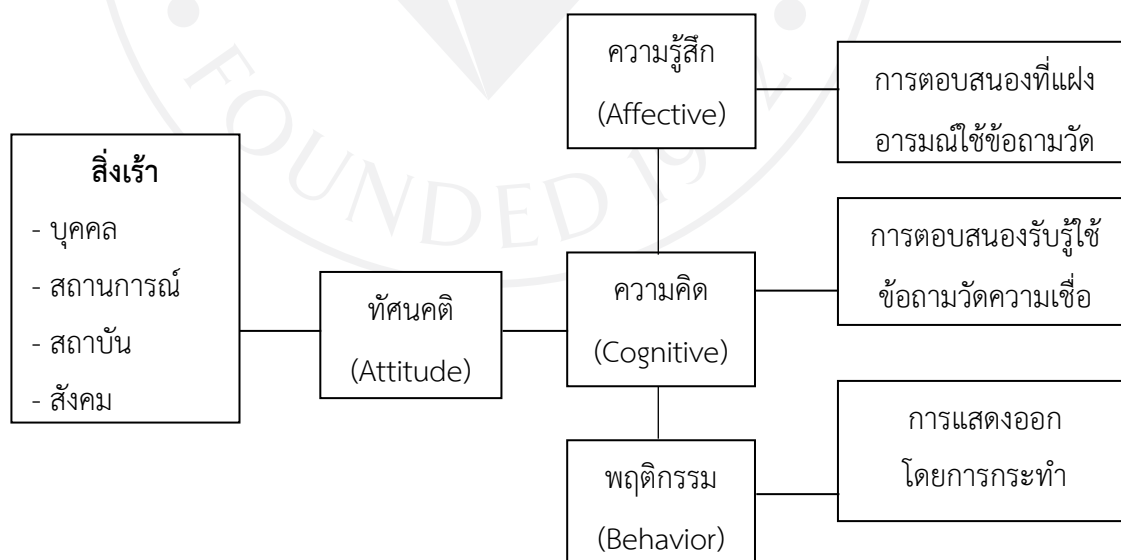 ความรู้สึก
(Affective)
การตอบสนองที่แฝง
อารมณ์ใช้ข้อถามวัด
สิ่งเร้า
- บุคคล
- สถานการณ์
- สถาบัน
- สังคม
ทัศนคติ
(Attitude)
ความคิด
(Cognitive)
การตอบสนองรับรู้ใช้
ข้อถามวัดความเชื่อ
พฤติกรรม
(Behavior)
การแสดงออก
โดยการกระทำ
FOUNDED 19 2